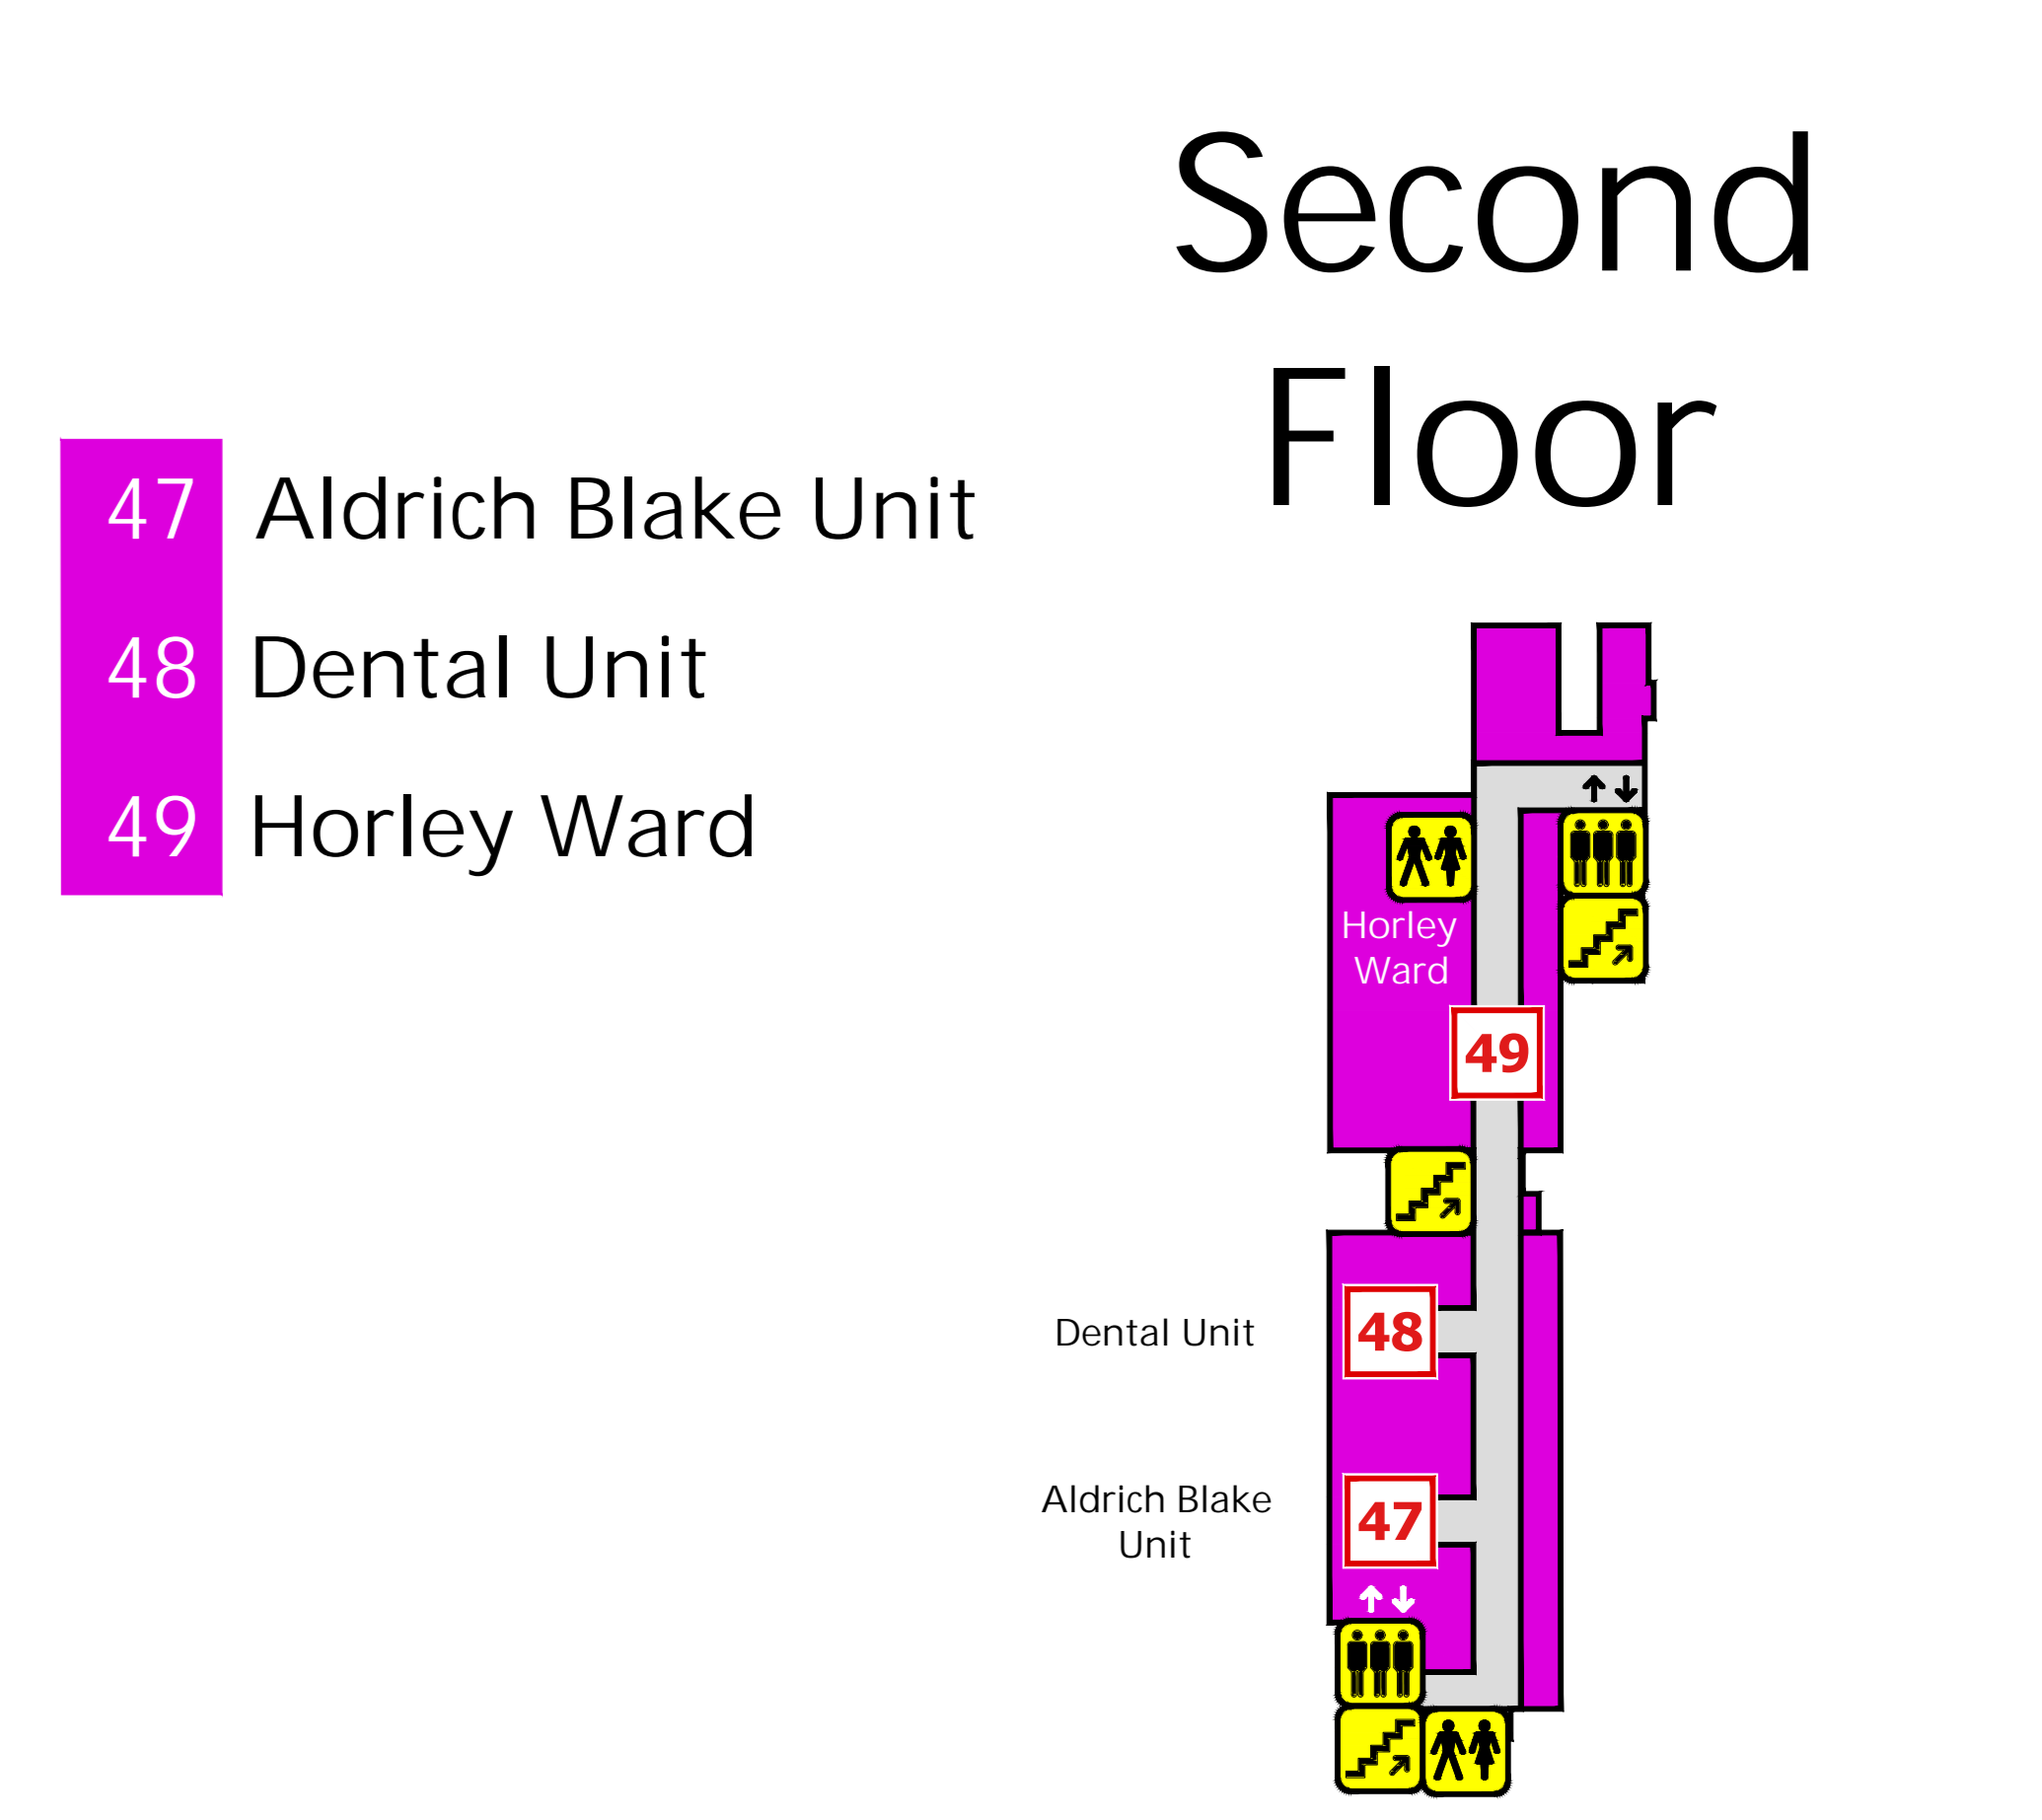 Second
Floor
47 Aldrich Blake Unit
48 Dental Unit
49 Horley Ward
Horley
Ward
49
Dental Unit
48
Aldrich Blake
Unit
47